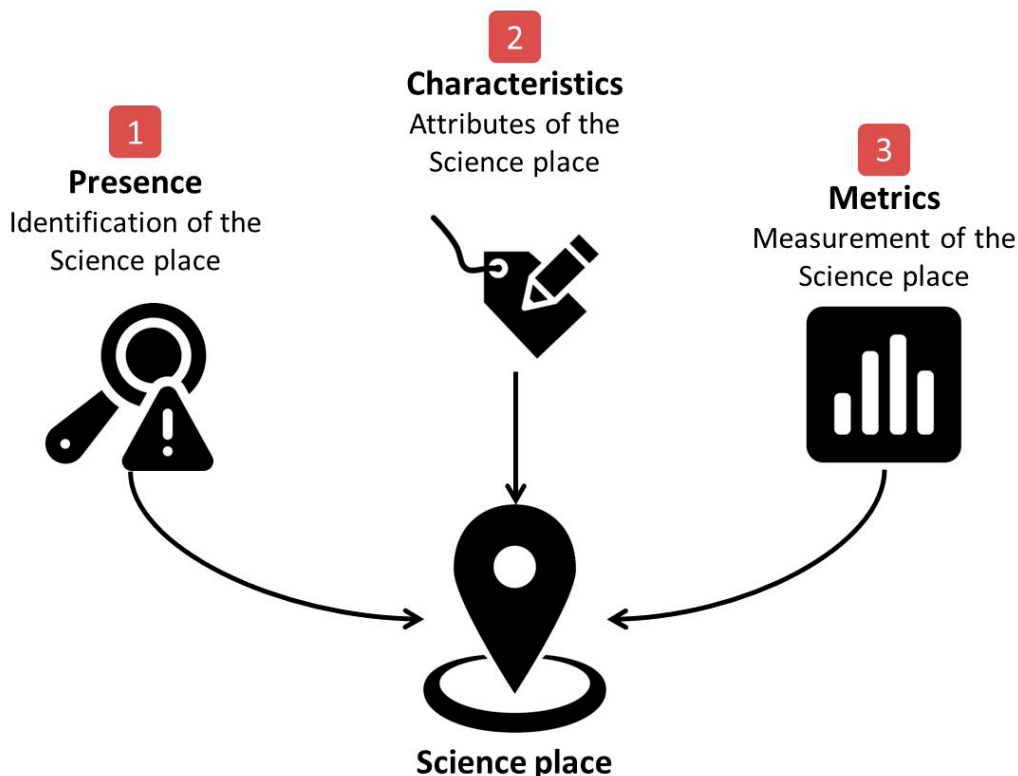 1
Presence
Identification of the
Science place
2
Characteristics
Attributes of the
Science place
3
Metrics
Measurement of the
Science place
Science place